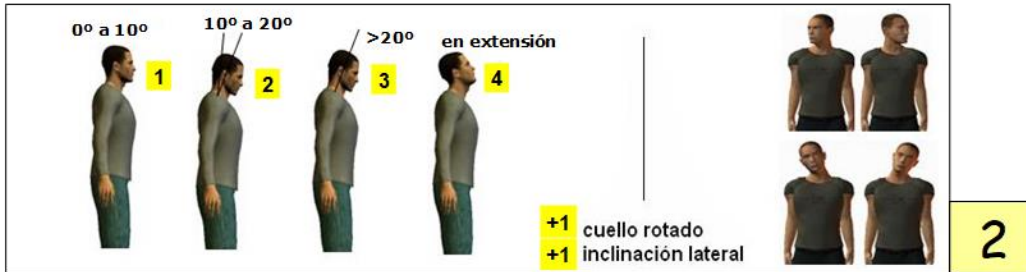 0º a 10º
10º a 20º
>20º
en extensión
1
2
3
4
+1 cuello rotado
+1 inclinación lateral
2